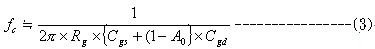 f_c ≒ 1 / (2π × R_g × {C_gs + (1 − A_0)} × C_gd) ----------------(3)